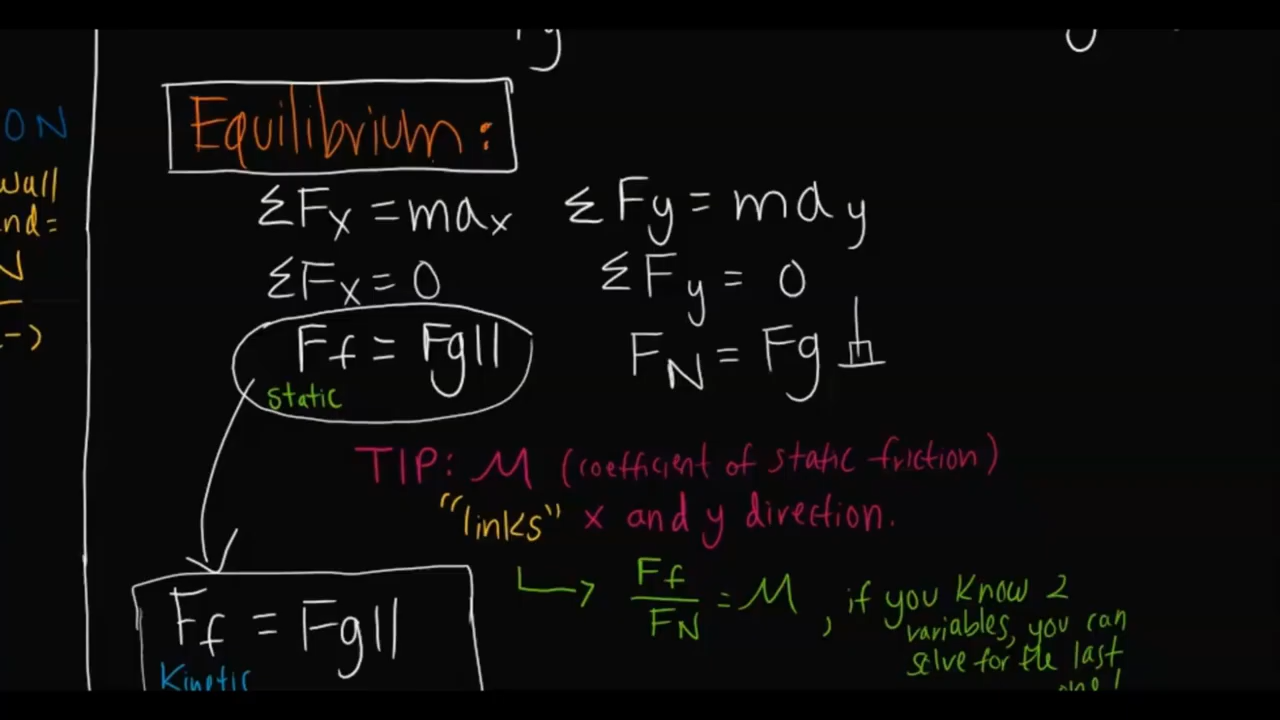 ON
wall
and=
N
(-)
Equilibrium:
ΣFx = max ΣFy = may
ΣFx = 0 ΣFy = 0
Ff = Fg|| FN = Fg⊥
static
TIP: M (coefficient of static friction)
"links" x and y direction.
Ff/FN = M, if you know 2
variables, you can
solve for the last
one!
Ff = Fg||
Kinetic